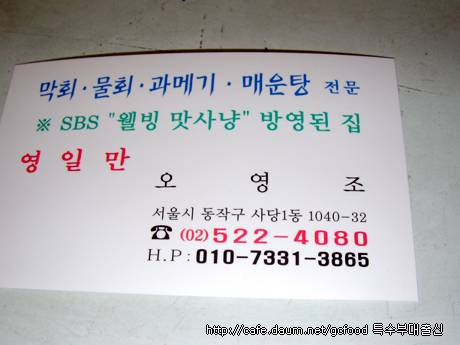 막회·물회·과메기·매운탕 전문
※ SBS "웰빙 맛사냥" 방영된 집
영 일 만
오 영 조
서울시 동작구 사당1동 1040-32
☎ (02)522-4080
H.P : 010-7331-3865
http://cafe.daum.net/gcfood 특수부대출신